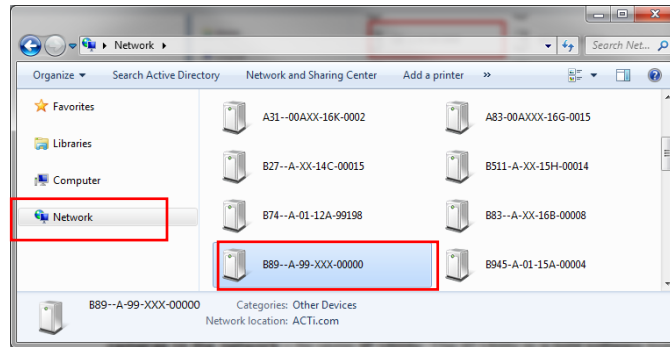 Network
Search Net...
Organize Search Active Directory Network and Sharing Center Add a printer »
Favorites
Libraries
Computer
Network
A31--00AXX-16K-0002
A83-00AXXX-16G-0015
B27--A-XX-14C-00015
B511-A-XX-15H-00014
B74--A-01-12A-99198
B83--A-XX-16B-00008
B89--A-99-XXX-00000
B945-A-01-15A-00004
B89--A-99-XXX-00000 Categories: Other Devices
Network location: ACTi.com